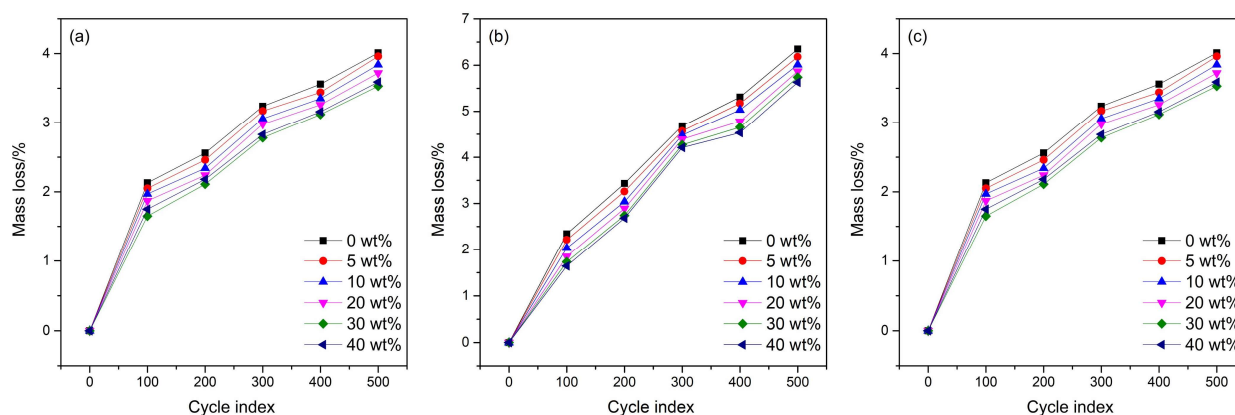 (a)
Mass loss/%
4
3
2
1
0
0 100 200 300 400 500
Cycle index
0 wt%
5 wt%
10 wt%
20 wt%
30 wt%
40 wt%
(b)
Mass loss/%
7
6
5
4
3
2
1
0
0 100 200 300 400 500
Cycle index
0 wt%
5 wt%
10 wt%
20 wt%
30 wt%
40 wt%
(c)
Mass loss/%
4
3
2
1
0
0 100 200 300 400 500
Cycle index
0 wt%
5 wt%
10 wt%
20 wt%
30 wt%
40 wt%